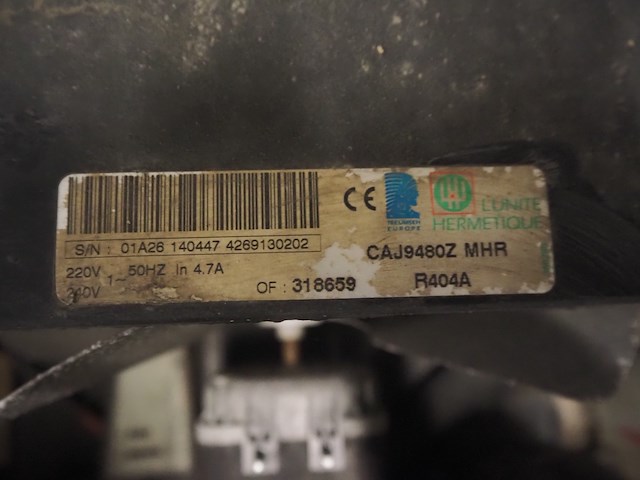 CE
TECUMSEH
EUROPE
L'UNITE
HERMETIQUE
S/N : 01A26 140447 4269130202
CAJ9480Z MHR
220V 1~ 50HZ In 4.7A
240V
OF : 318659
R404A